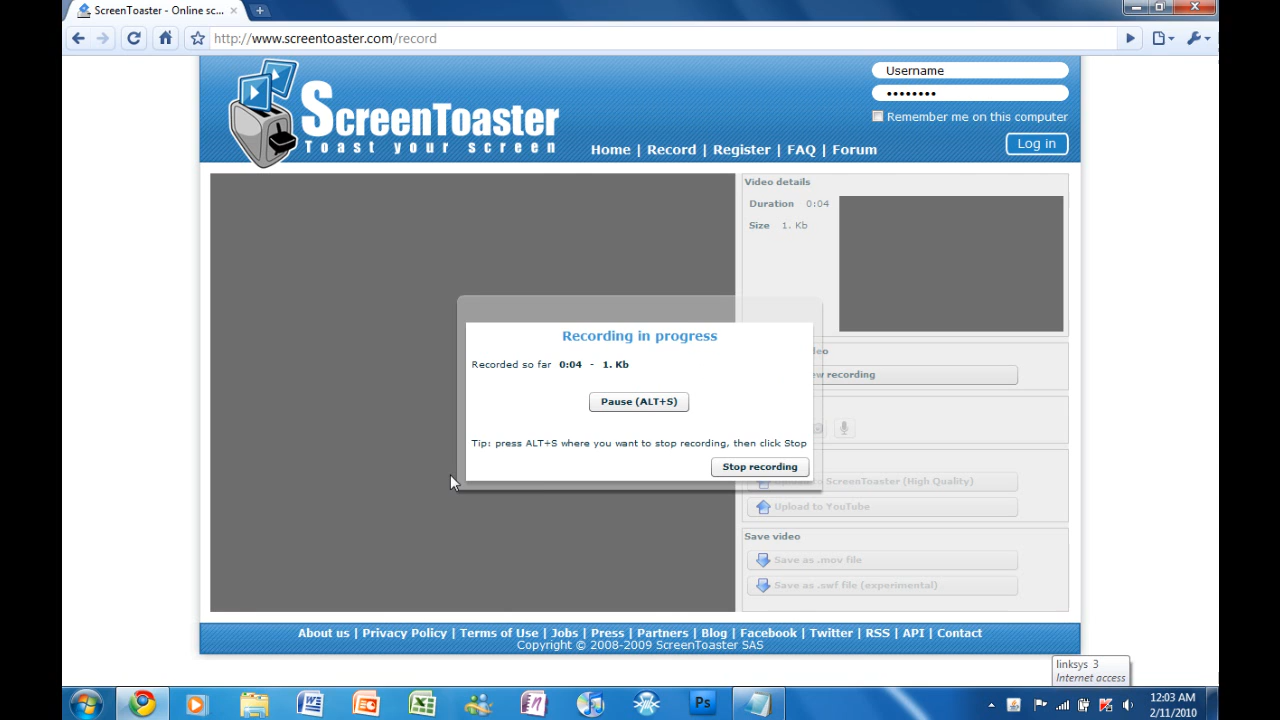 ScreenToaster - Online sc...
http://www.screentoaster.com/record
ScreenToaster
Toast your screen
Home | Record | Register | FAQ | Forum
Username
Remember me on this computer
Log in
Video details
Duration 0:04
Size 1. Kb
Recording in progress
Recorded so far 0:04 - 1. Kb
Pause (ALT+S)
Tip: press ALT+S where you want to stop recording, then click Stop
Stop recording
recording
ScreenToaster (High Quality)
Upload to YouTube
Save video
Save as .mov file
Save as .swf file (experimental)
About us | Privacy Policy | Terms of Use | Jobs | Press | Partners | Blog | Facebook | Twitter | RSS | API | Contact
Copyright © 2008-2009 ScreenToaster SAS
linksys 3
Internet access
Ps
12:03 AM
2/11/2010